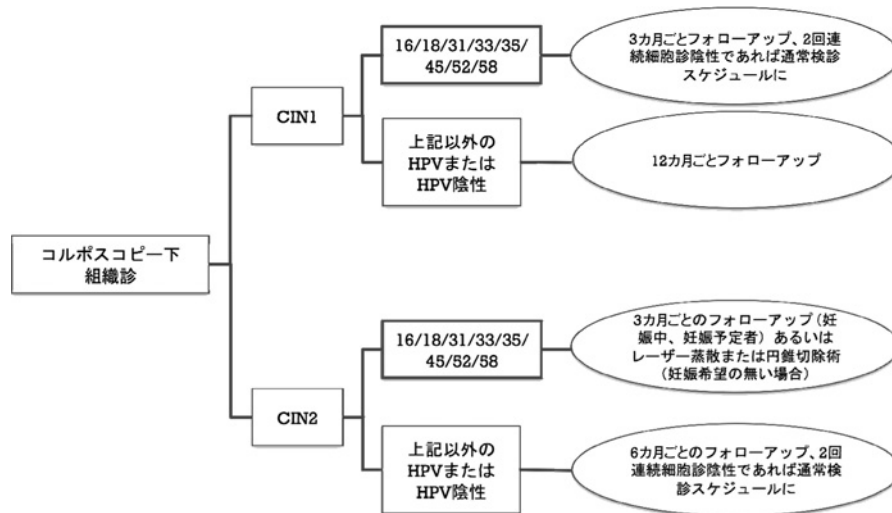 16/18/31/33/35/
45/52/58
3カ月ごとフォローアップ、2回連
続細胞診陰性であれば通常検診
スケジュールに
CIN1
上記以外の
HPVまたは
HPV陰性
12カ月ごとフォローアップ
コルポスコピー下
組織診
16/18/31/33/35/
45/52/58
3カ月ごとのフォローアップ（妊
娠中、妊娠予定者）あるいは
レーザー蒸散または円錐切除術
（妊娠希望の無い場合）
CIN2
上記以外の
HPVまたは
HPV陰性
6カ月ごとのフォローアップ、2回
連続細胞診陰性であれば通常検
診スケジュールに